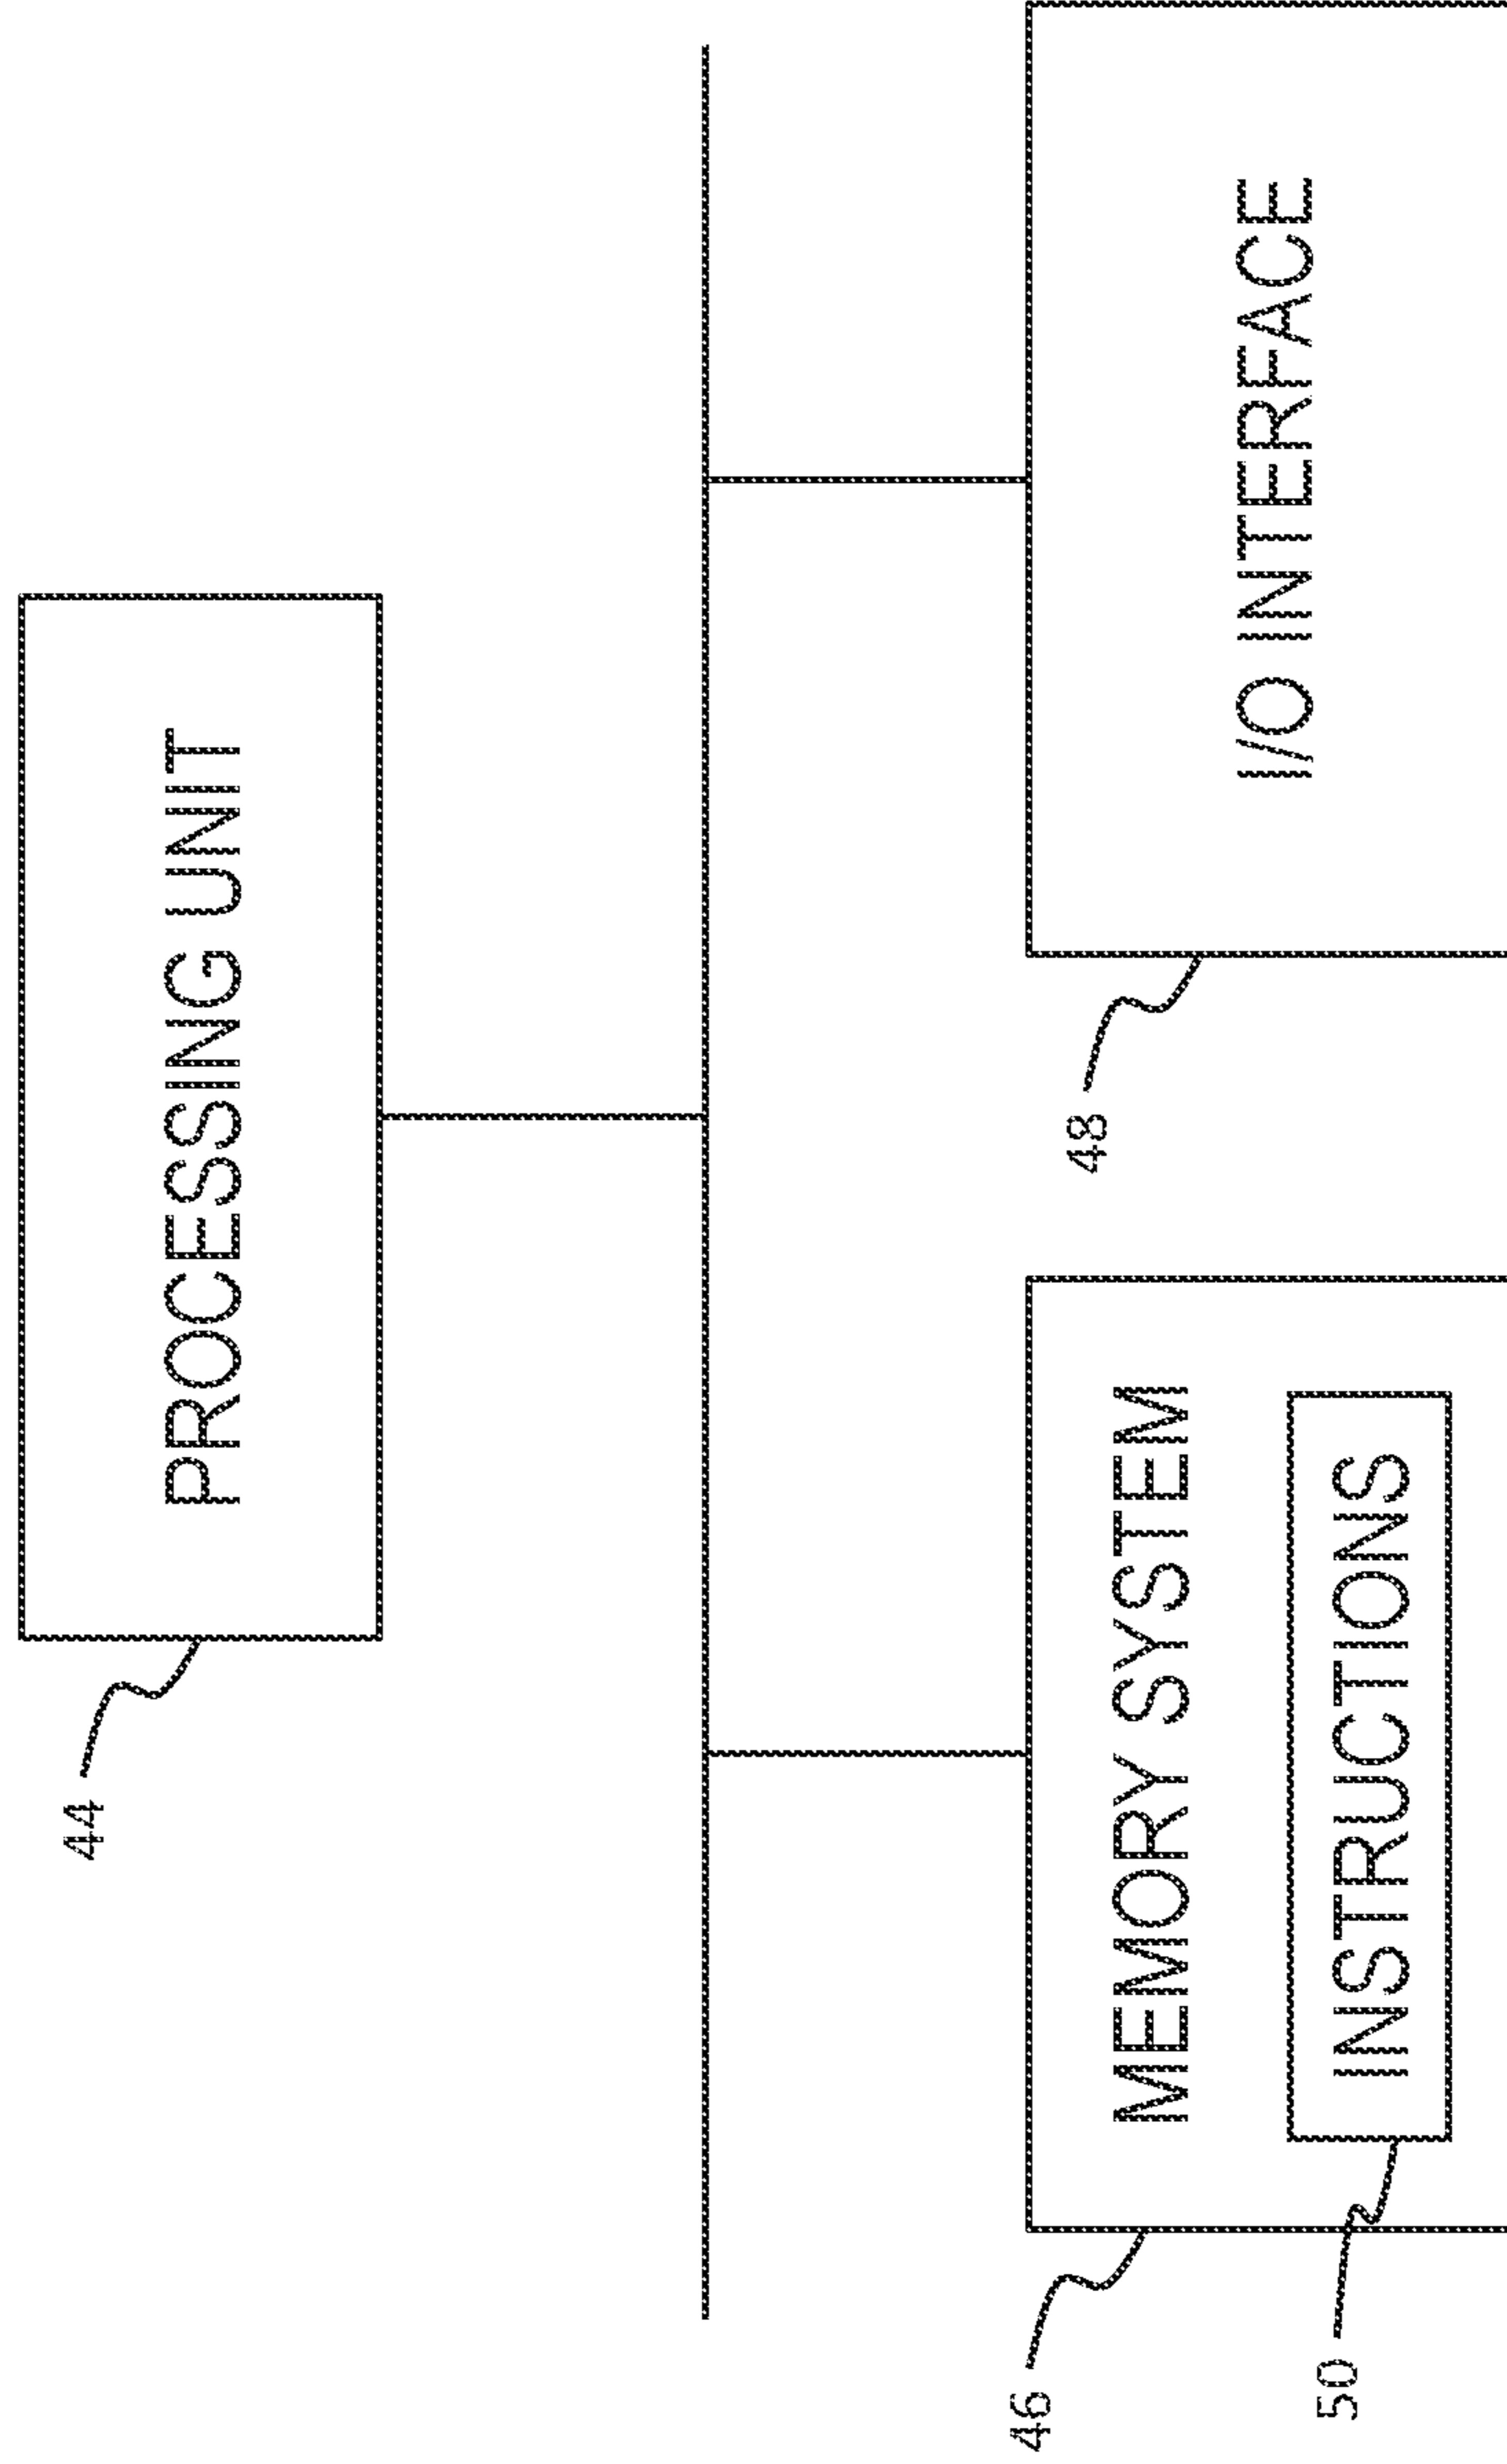 PROCESSING UNIT
44
MEMORY SYSTEM
INSTRUCTIONS
46
50
I/O INTERFACE
48